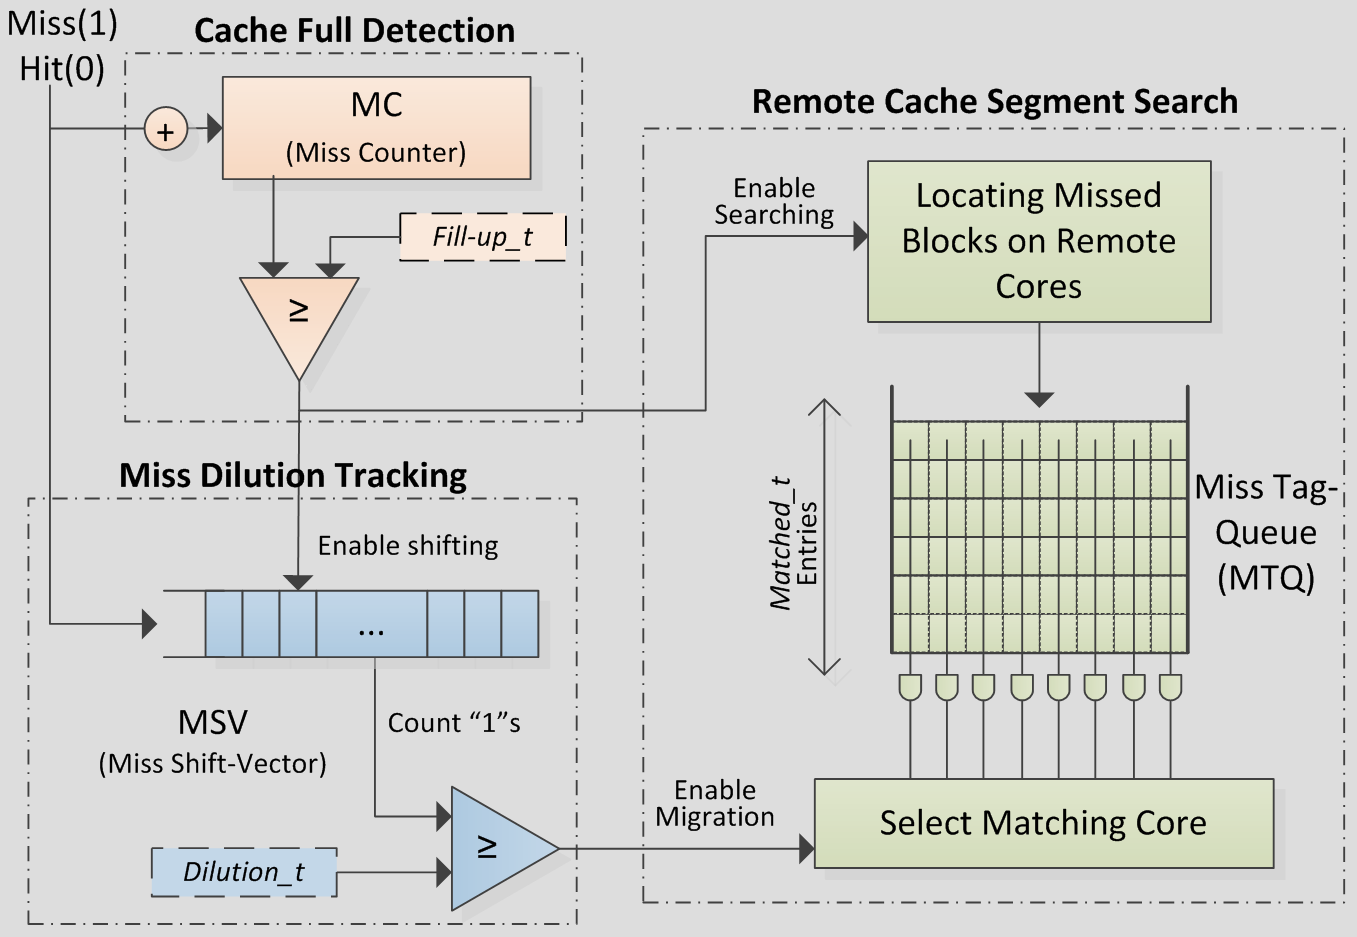 Miss(1)
Hit(0)
Cache Full Detection
+
MC
(Miss Counter)
Fill-up_t
≥
Remote Cache Segment Search
Enable
Searching
Locating Missed
Blocks on Remote
Cores
Matched_t
Entries
Miss Tag-
Queue
(MTQ)
Miss Dilution Tracking
Enable shifting
...
MSV
(Miss Shift-Vector)
Count “1”s
Dilution_t
≥
Enable
Migration
Select Matching Core